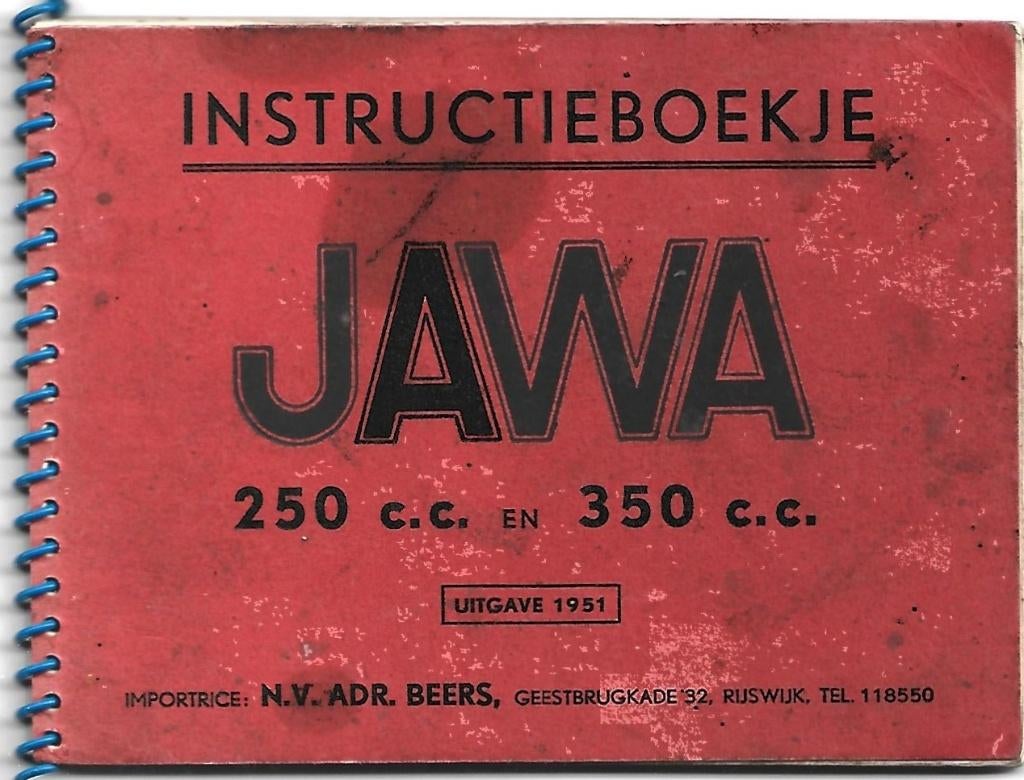 INSTRUCTIEBOEKJE
JAWA
250 c.c. EN 350 c.c.
UITGAVE 1951
IMPORTRICE: N.V. ADR. BEERS, GEESTBRUGKADE 32, RIJSWIJK, TEL. 118550